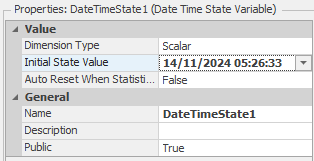 Properties: DateTimeState1 (Date Time State Variable)
Value
Dimension Type Scalar
Initial State Value 14/11/2024 05:26:33
Auto Reset When Statisti... False
General
Name DateTimeState1
Description
Public True